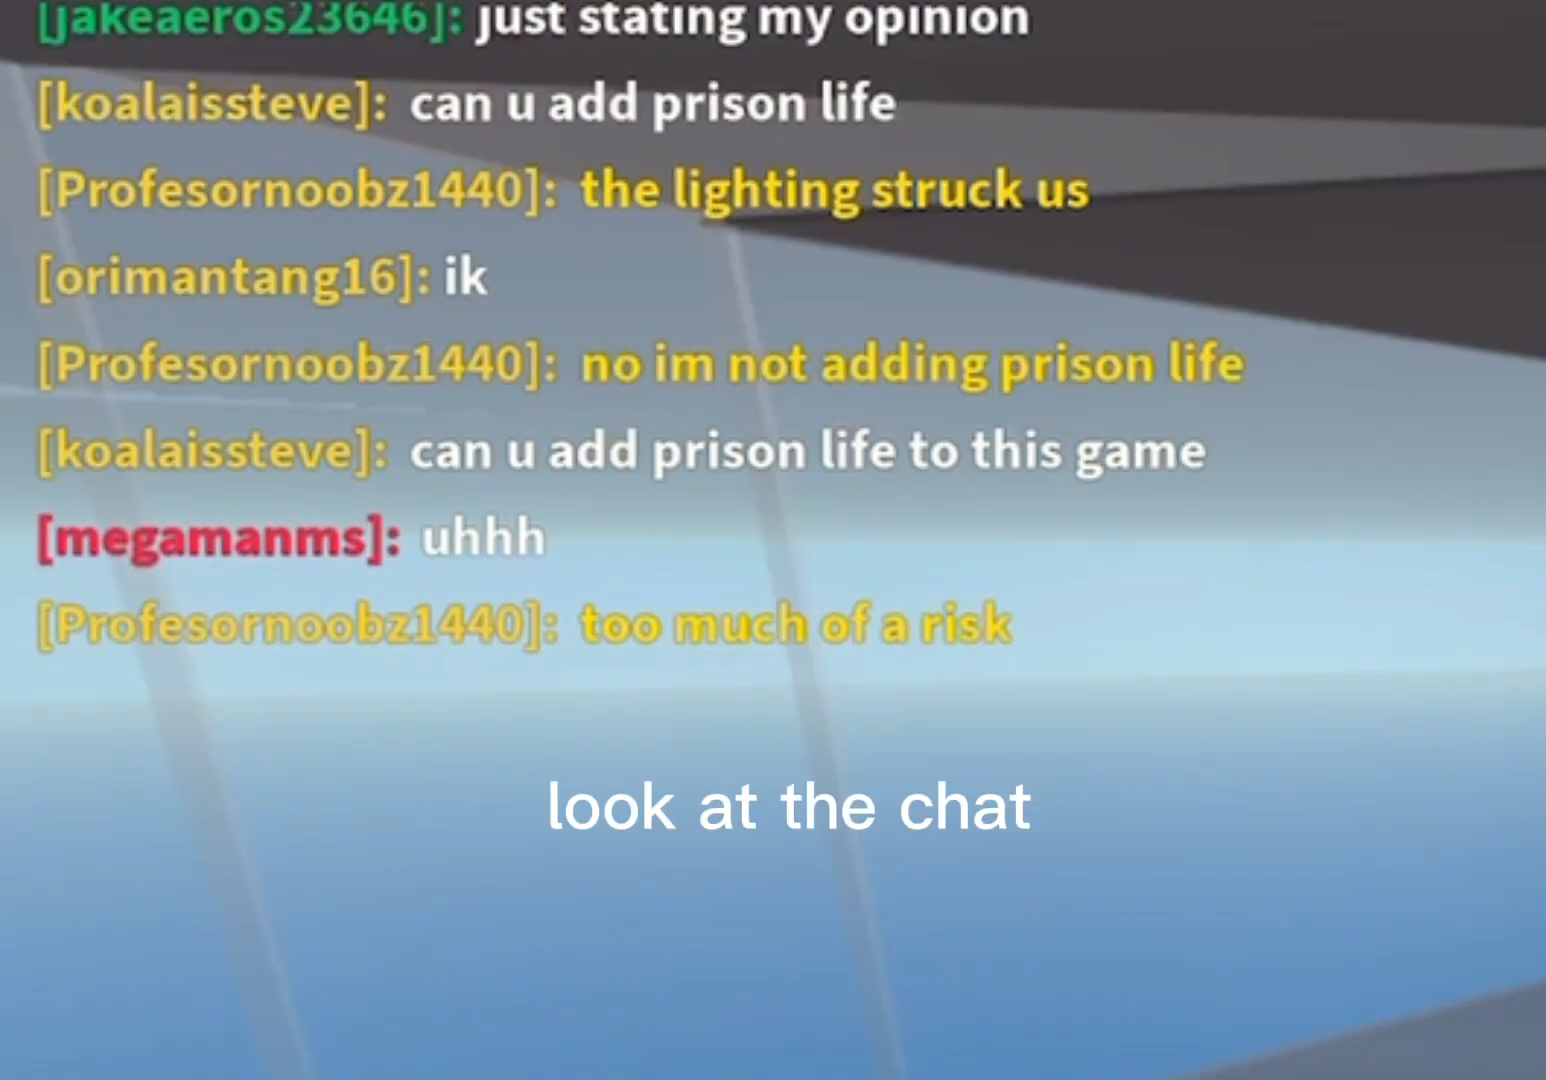 [jakeaeros23646]: just stating my opinion
[koalaissteve]: can u add prison life
[Profesornoobz1440]: the lighting struck us
[orimantang16]: ik
[Profesornoobz1440]: no im not adding prison life
[koalaissteve]: can u add prison life to this game
[megamanms]: uhhh
[Profesornoobz1440]: too much of a risk
look at the chat